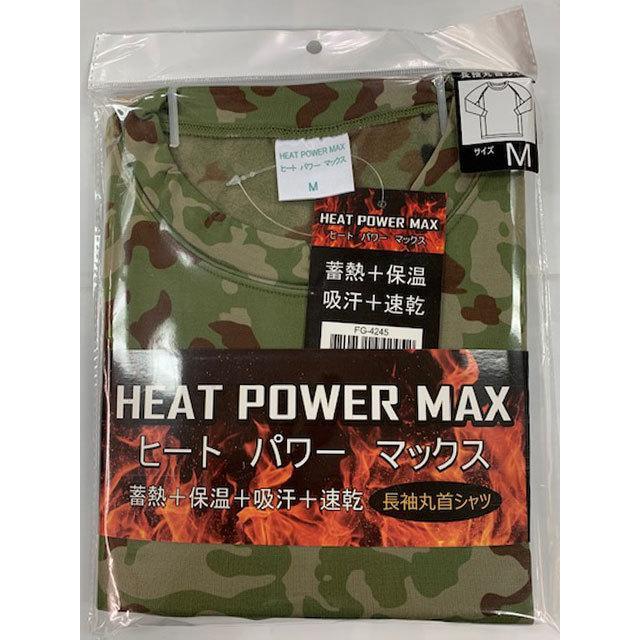 長袖丸首シャツ
サイズ M
HEAT POWER MAX
ヒート パワー マックス
M
HEAT POWER MAX
ヒート パワー マックス
蓄熱＋保温
吸汗＋速乾
FG-4245
HEAT POWER MAX
ヒート パワー マックス
蓄熱＋保温＋吸汗＋速乾 長袖丸首シャツ